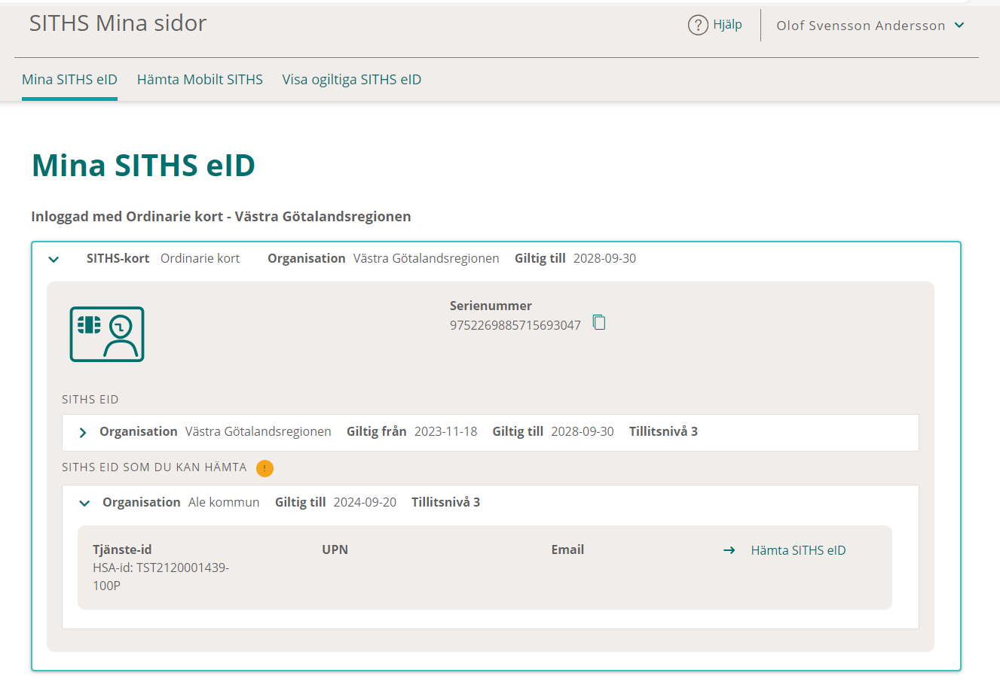 SITHS Mina sidor
? Hjälp
Olof Svensson Andersson
Mina SITHS eID Hämta Mobilt SITHS Visa ogiltiga SITHS eID
Mina SITHS eID
Inloggad med Ordinarie kort - Västra Götalandsregionen
SITHS-kort Ordinarie kort Organisation Västra Götalandsregionen Giltig till 2028-09-30
Serienummer
9752269885715693047
SITHS EID
Organisation Västra Götalandsregionen Giltig från 2023-11-18 Giltig till 2028-09-30 Tillitsnivå 3
SITHS EID SOM DU KAN HÄMTA !
Organisation Ale kommun Giltig till 2024-09-20 Tillitsnivå 3
Tjänste-id
HSA-id: TST2120001439-
100P
UPN
Email
→ Hämta SITHS eID